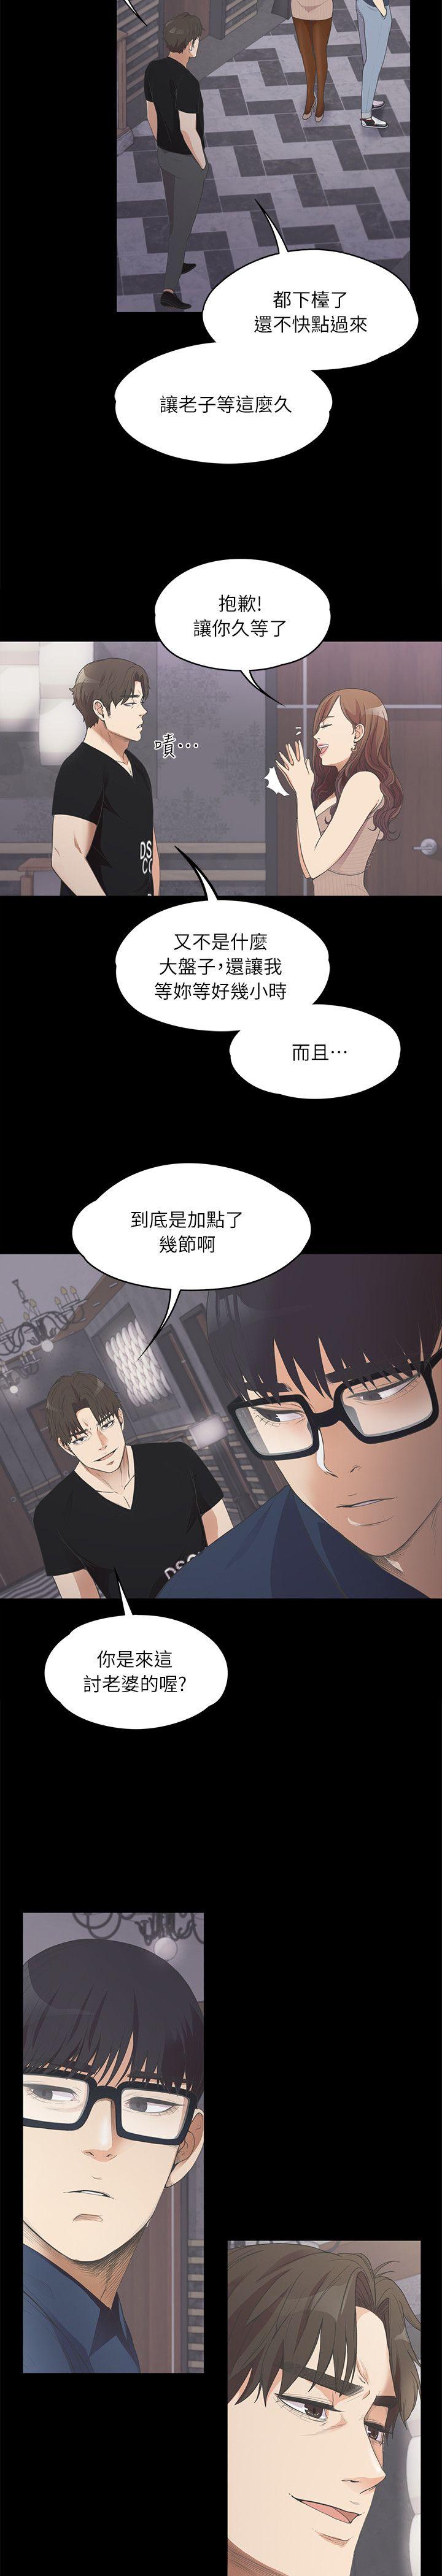 都下檯了
還不快點過來
讓老子等這麼久
抱歉!
讓你久等了
嘖…
DS
CO
又不是什麼
大盤子，還讓我
等妳等好幾小時
而且…
到底是加點了
幾節啊
DSC
你是來這
討老婆的喔?